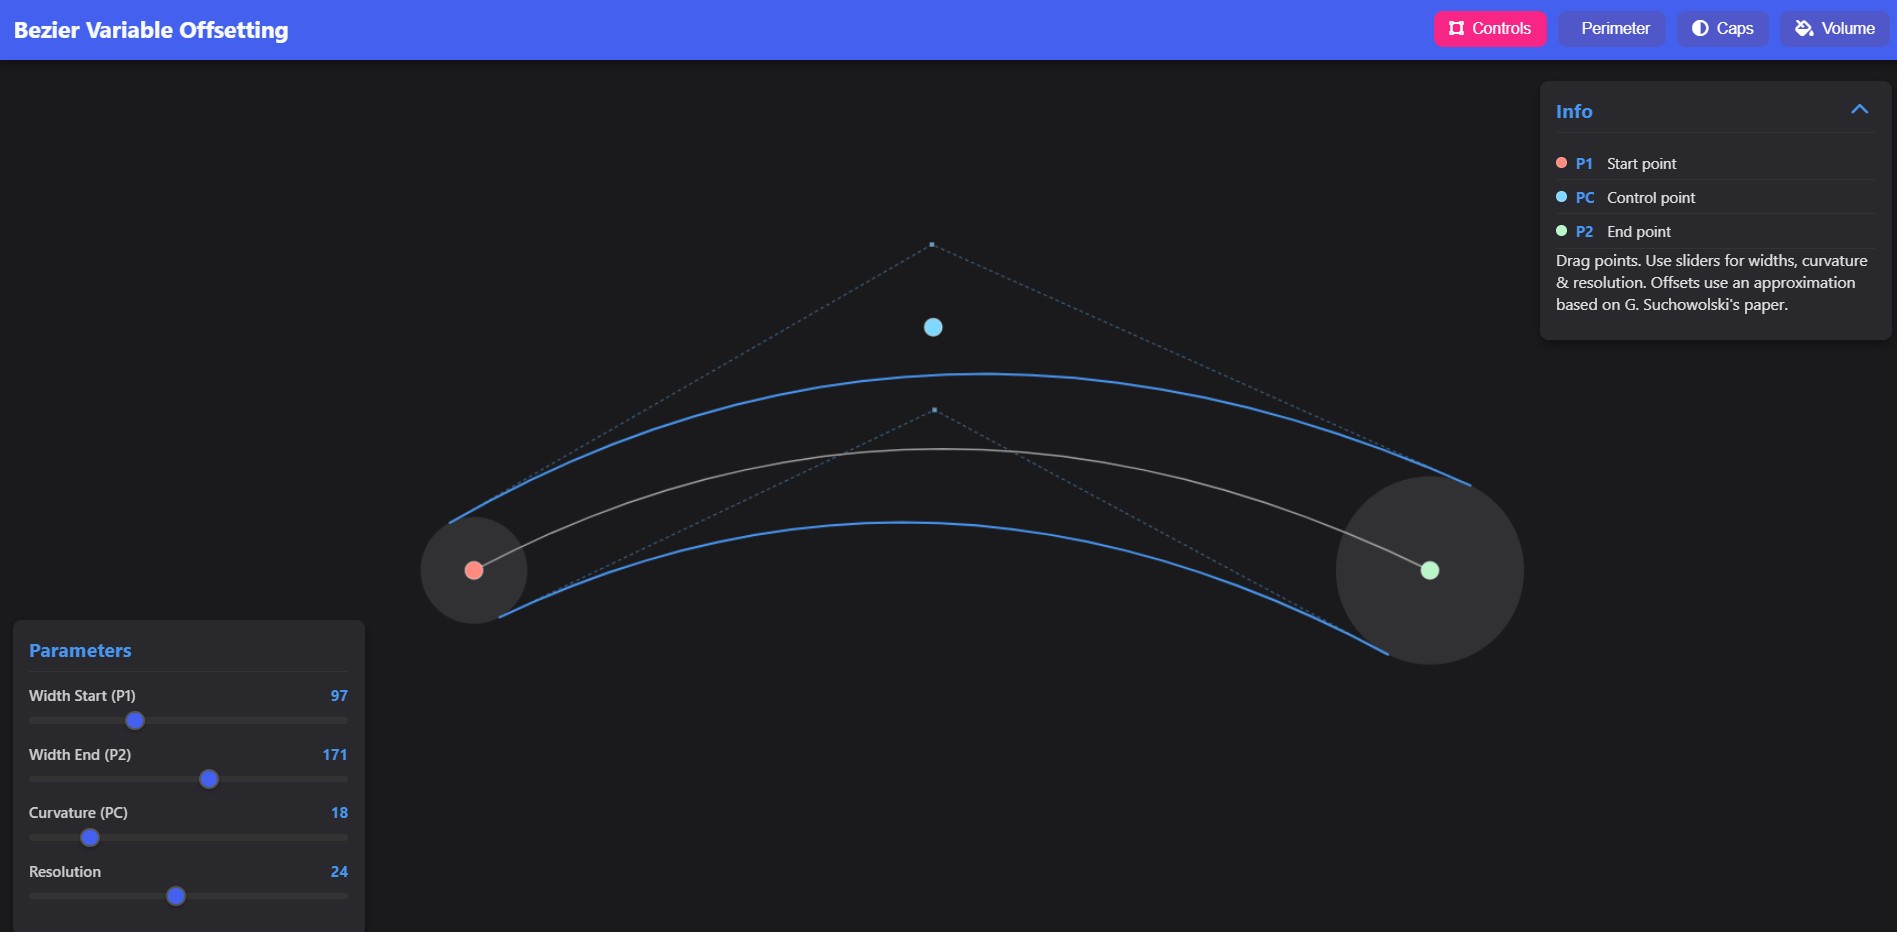 Bezier Variable Offsetting
Controls
Perimeter
Caps
Volume
Info
P1 Start point
PC Control point
P2 End point
Drag points. Use sliders for widths, curvature
& resolution. Offsets use an approximation
based on G. Suchowolski's paper.
Parameters
Width Start (P1) 97
Width End (P2) 171
Curvature (PC) 18
Resolution 24